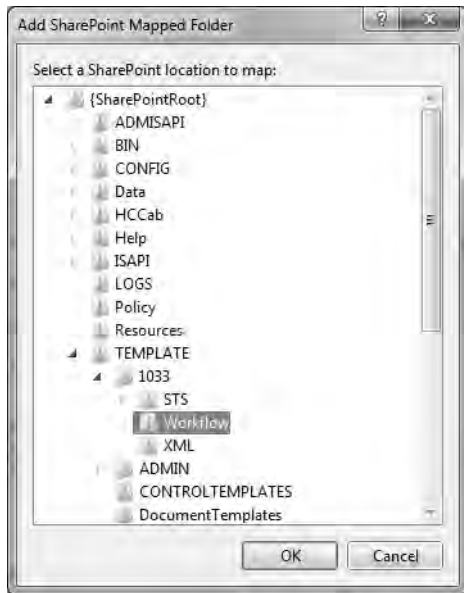 Add SharePoint Mapped Folder
Select a SharePoint location to map:
{SharePointRoot}
ADMISAPI
BIN
CONFIG
Data
HCCab
Help
ISAPI
LOGS
Policy
Resources
TEMPLATE
1033
STS
Workflow
XML
ADMIN
CONTROLTEMPLATES
DocumentTemplates
OK
Cancel